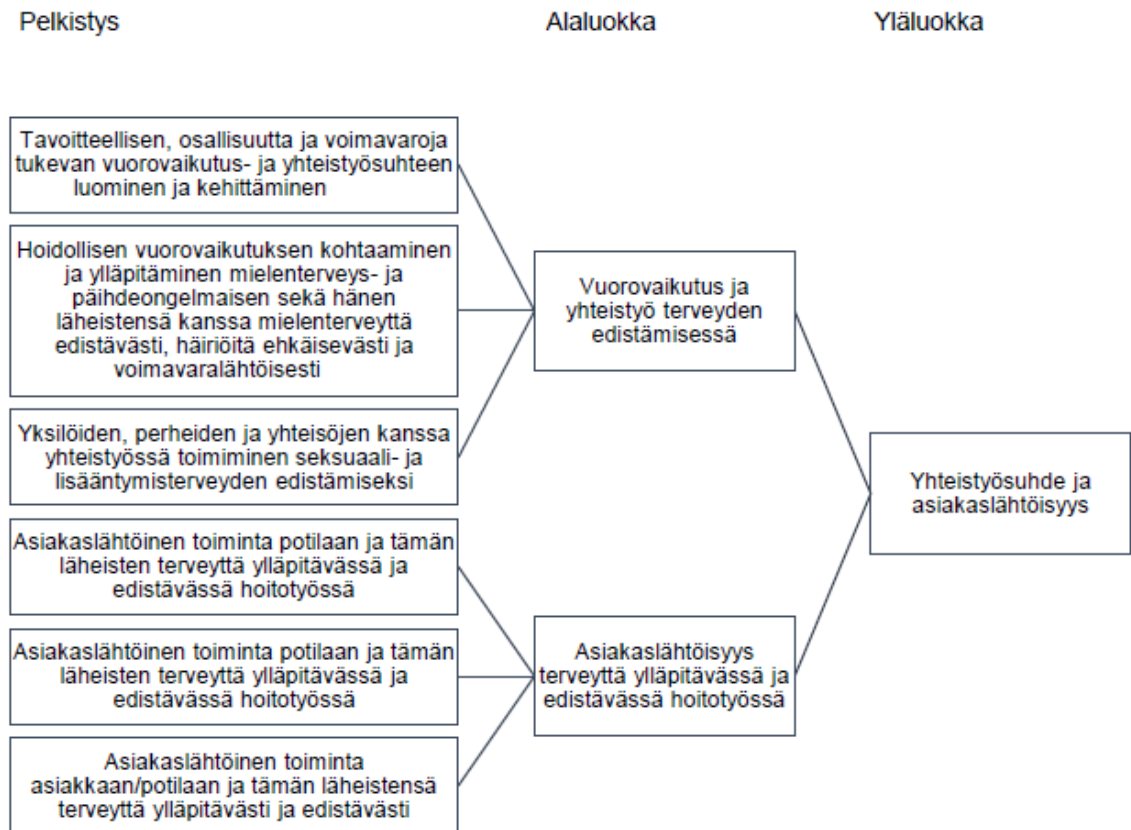 Pelkistys
Alaluokka
Yläluokka
Tavoitteellisen, osallisuutta ja voimavaroja
tukevan vuorovaikutus- ja yhteistyösuhteen
luominen ja kehittäminen
Hoidollisen vuorovaikutuksen kohtaaminen
ja ylläpitäminen mielenterveys- ja
päihdeongelmaisen sekä hänen
läheistensä kanssa mielenterveyttä
edistävästi, häiriöitä ehkäisevästi ja
voimavaralähtöisesti
Yksilöiden, perheiden ja yhteisöjen kanssa
yhteistyössä toimiminen seksuaali- ja
lisääntymisterveyden edistämiseksi
Asiakaslähtöinen toiminta potilaan ja tämän
läheisten terveyttä ylläpitävässä ja
edistävässä hoitotyössä
Asiakaslähtöinen toiminta potilaan ja tämän
läheisten terveyttä ylläpitävässä ja
edistävässä hoitotyössä
Asiakaslähtöinen toiminta
asiakkaan/potilaan ja tämän läheistensä
terveyttä ylläpitävästi ja edistävästi
Vuorovaikutus ja
yhteistyö terveyden
edistämisessä
Asiakaslähtöisyys
terveyttä ylläpitävässä ja
edistävässä hoitotyössä
Yhteistyösuhde ja
asiakaslähtöisyys